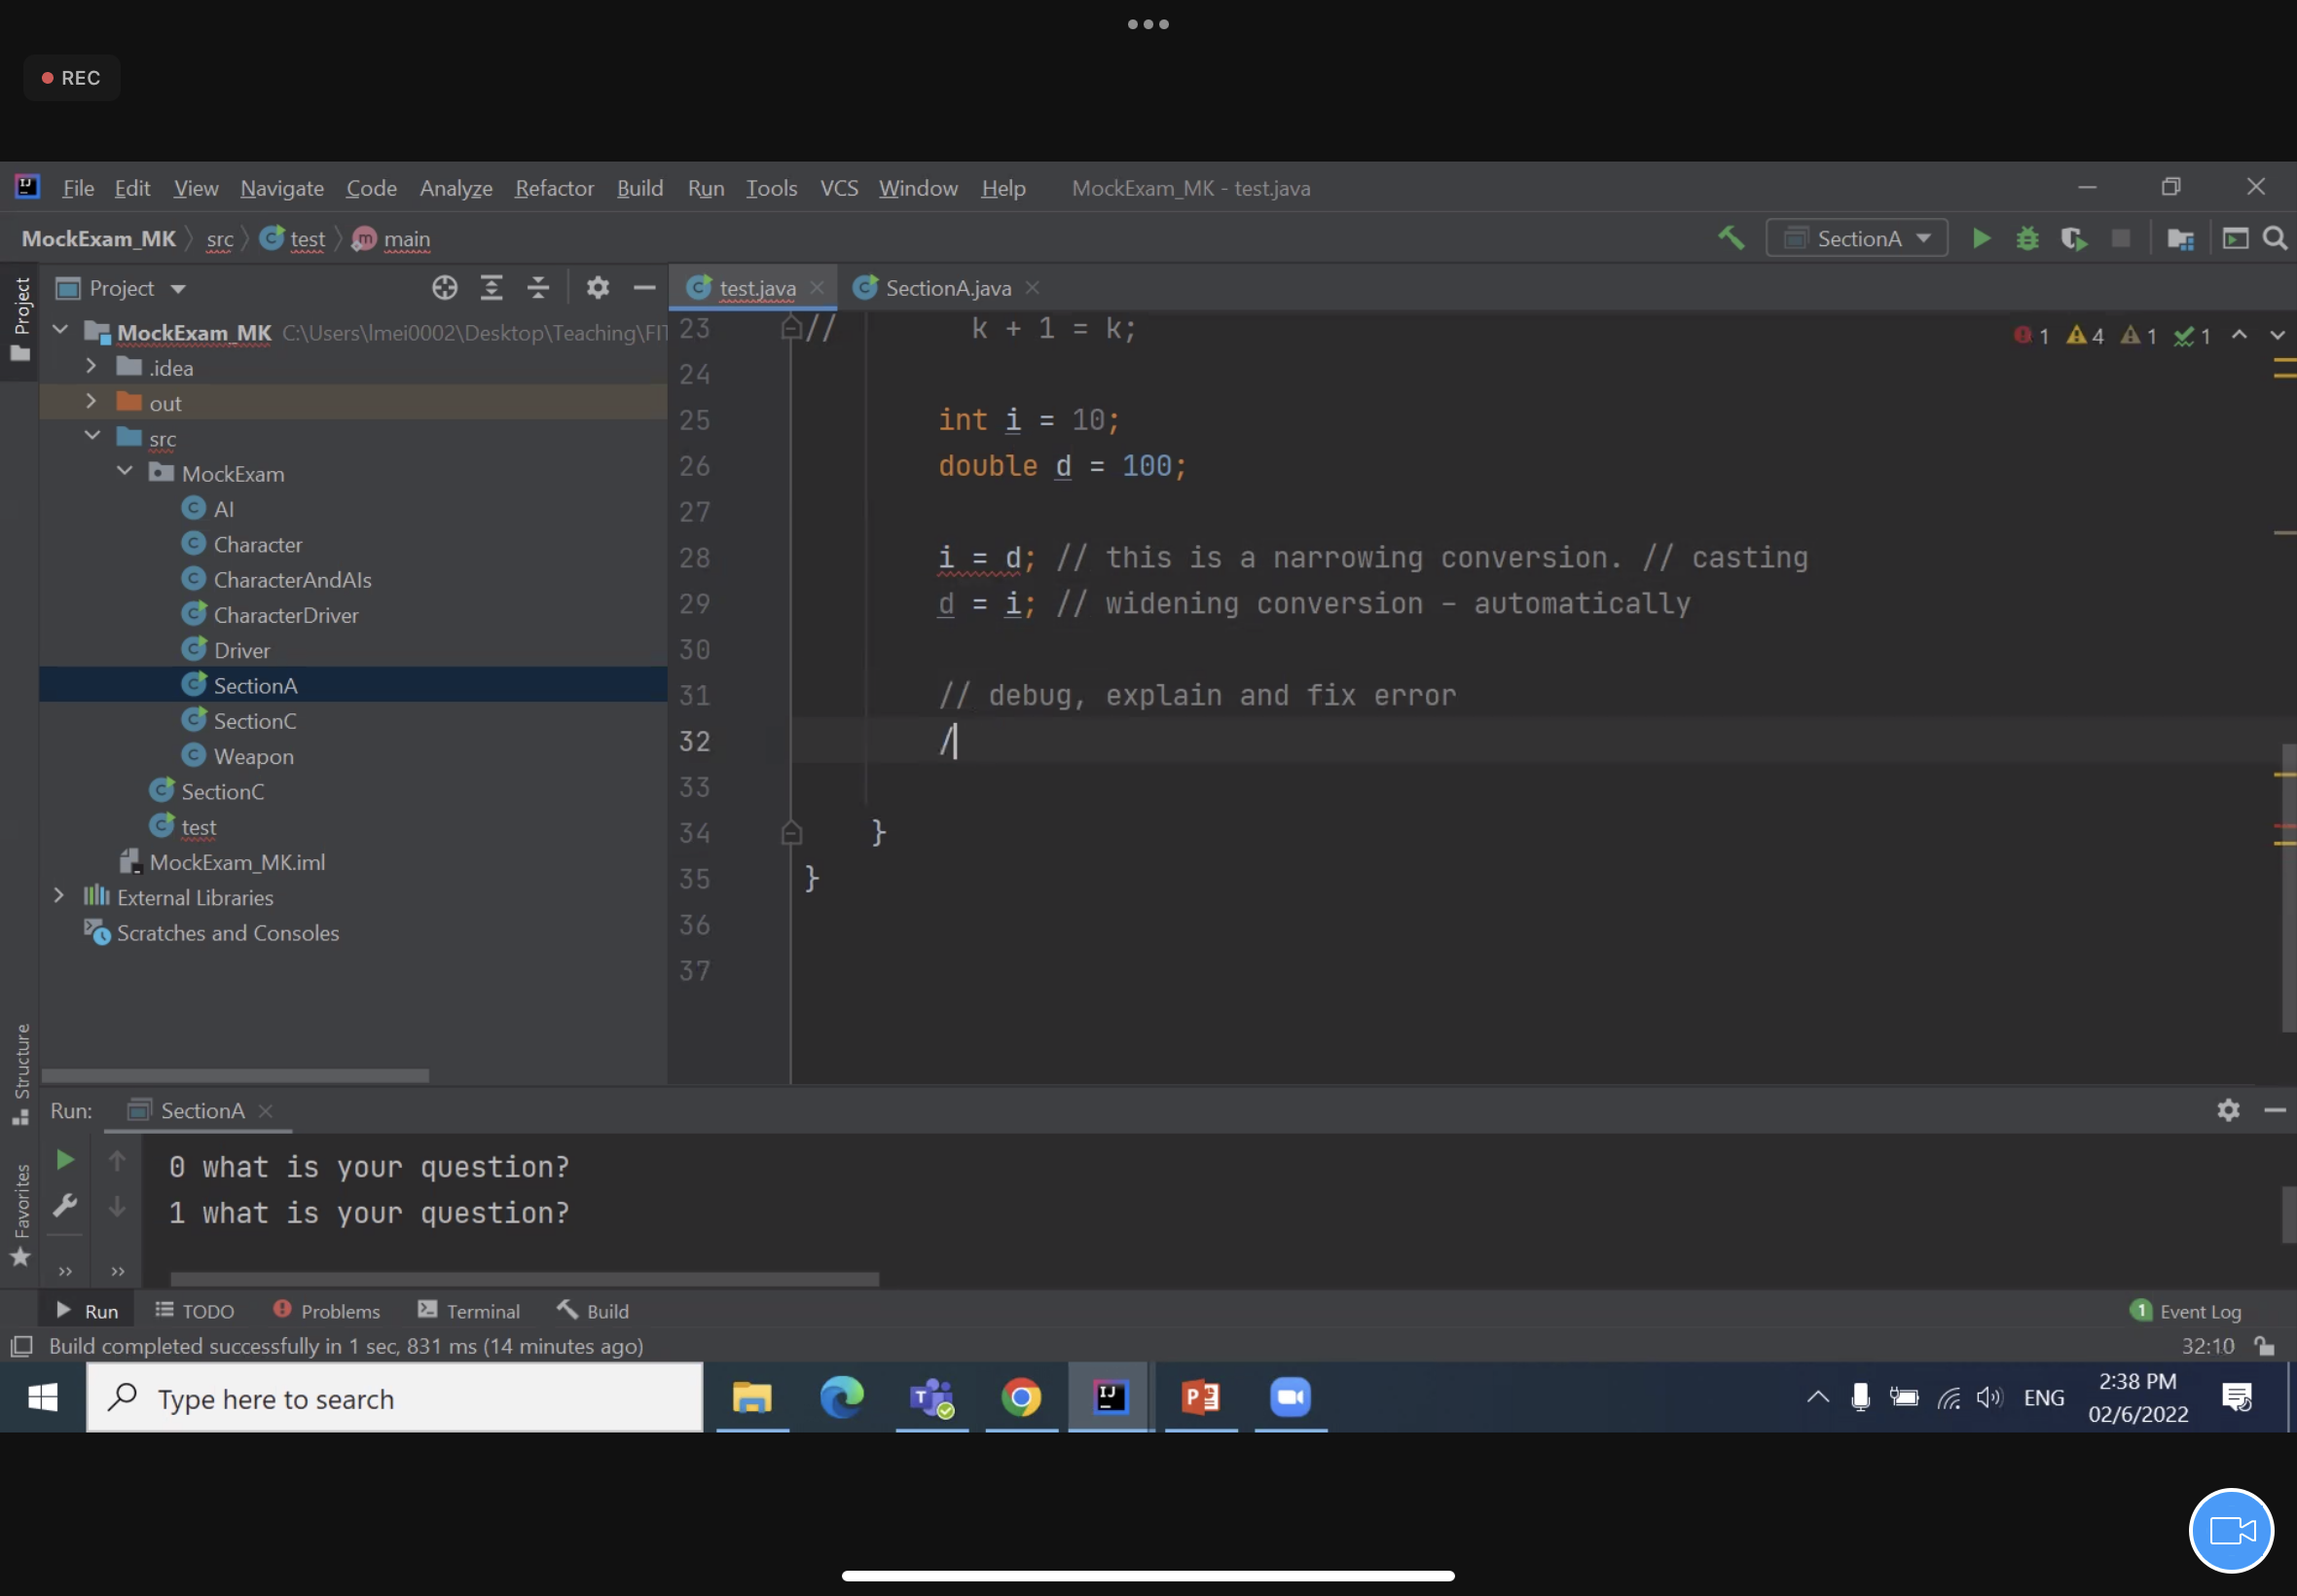 REC
File Edit View Navigate Code Analyze Refactor Build Run Tools VCS Window Help MockExam_MK - test.java
MockExam_MK src test main
SectionA
Project
Project
test.java
SectionA.java
MockExam_MK C:\Users\lmei0002\Desktop\Teaching\FIT
.idea
out
src
MockExam
AI
Character
CharacterAndAIs
CharacterDriver
Driver
SectionA
SectionC
Weapon
SectionC
test
MockExam_MK.iml
External Libraries
Scratches and Consoles
Structure
Favorites
1 4 1 1
23 // k + 1 = k;
24
25 int i = 10;
26 double d = 100;
27
28 i = d; // this is a narrowing conversion. // casting
29 d = i; // widening conversion - automatically
30
31 // debug, explain and fix error
32 /
33
34 }
35 }
36
37
Run: SectionA
0 what is your question?
1 what is your question?
Run TODO Problems Terminal Build
1 Event Log
Build completed successfully in 1 sec, 831 ms (14 minutes ago)
32:10
Type here to search
ENG
2:38 PM
02/6/2022